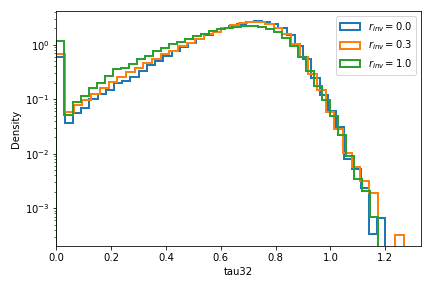 r_inv = 0.0
r_inv = 0.3
r_inv = 1.0
Density
10^0
10^-1
10^-2
10^-3
0.0 0.2 0.4 0.6 0.8 1.0 1.2
tau32